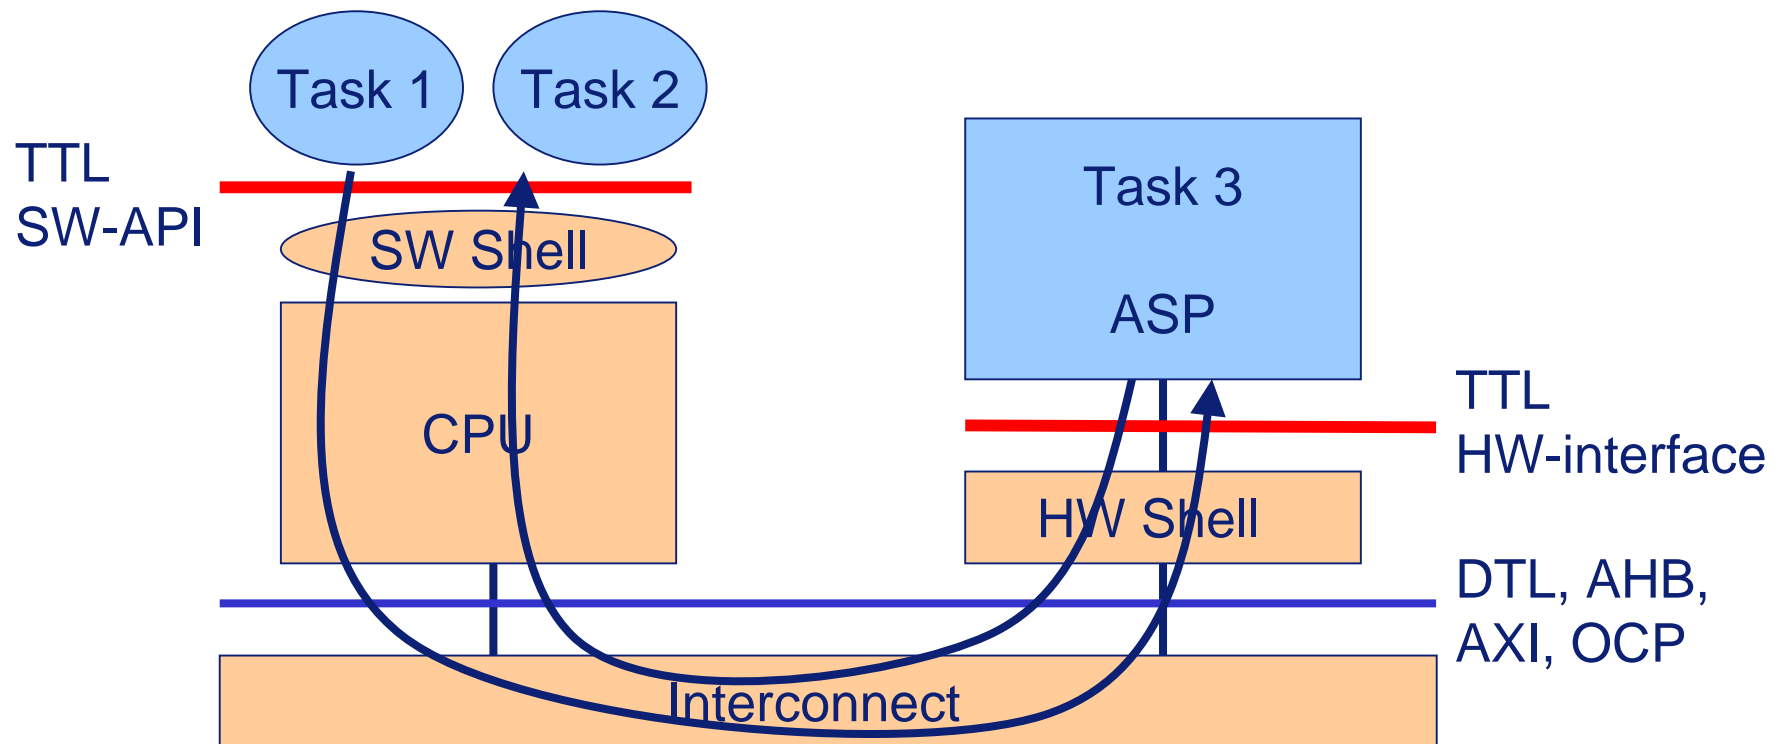 Task 1
Task 2
TTL
SW-API
SW Shell
CPU
Task 3
ASP
TTL
HW-interface
HW Shell
DTL, AHB,
AXI, OCP
Interconnect